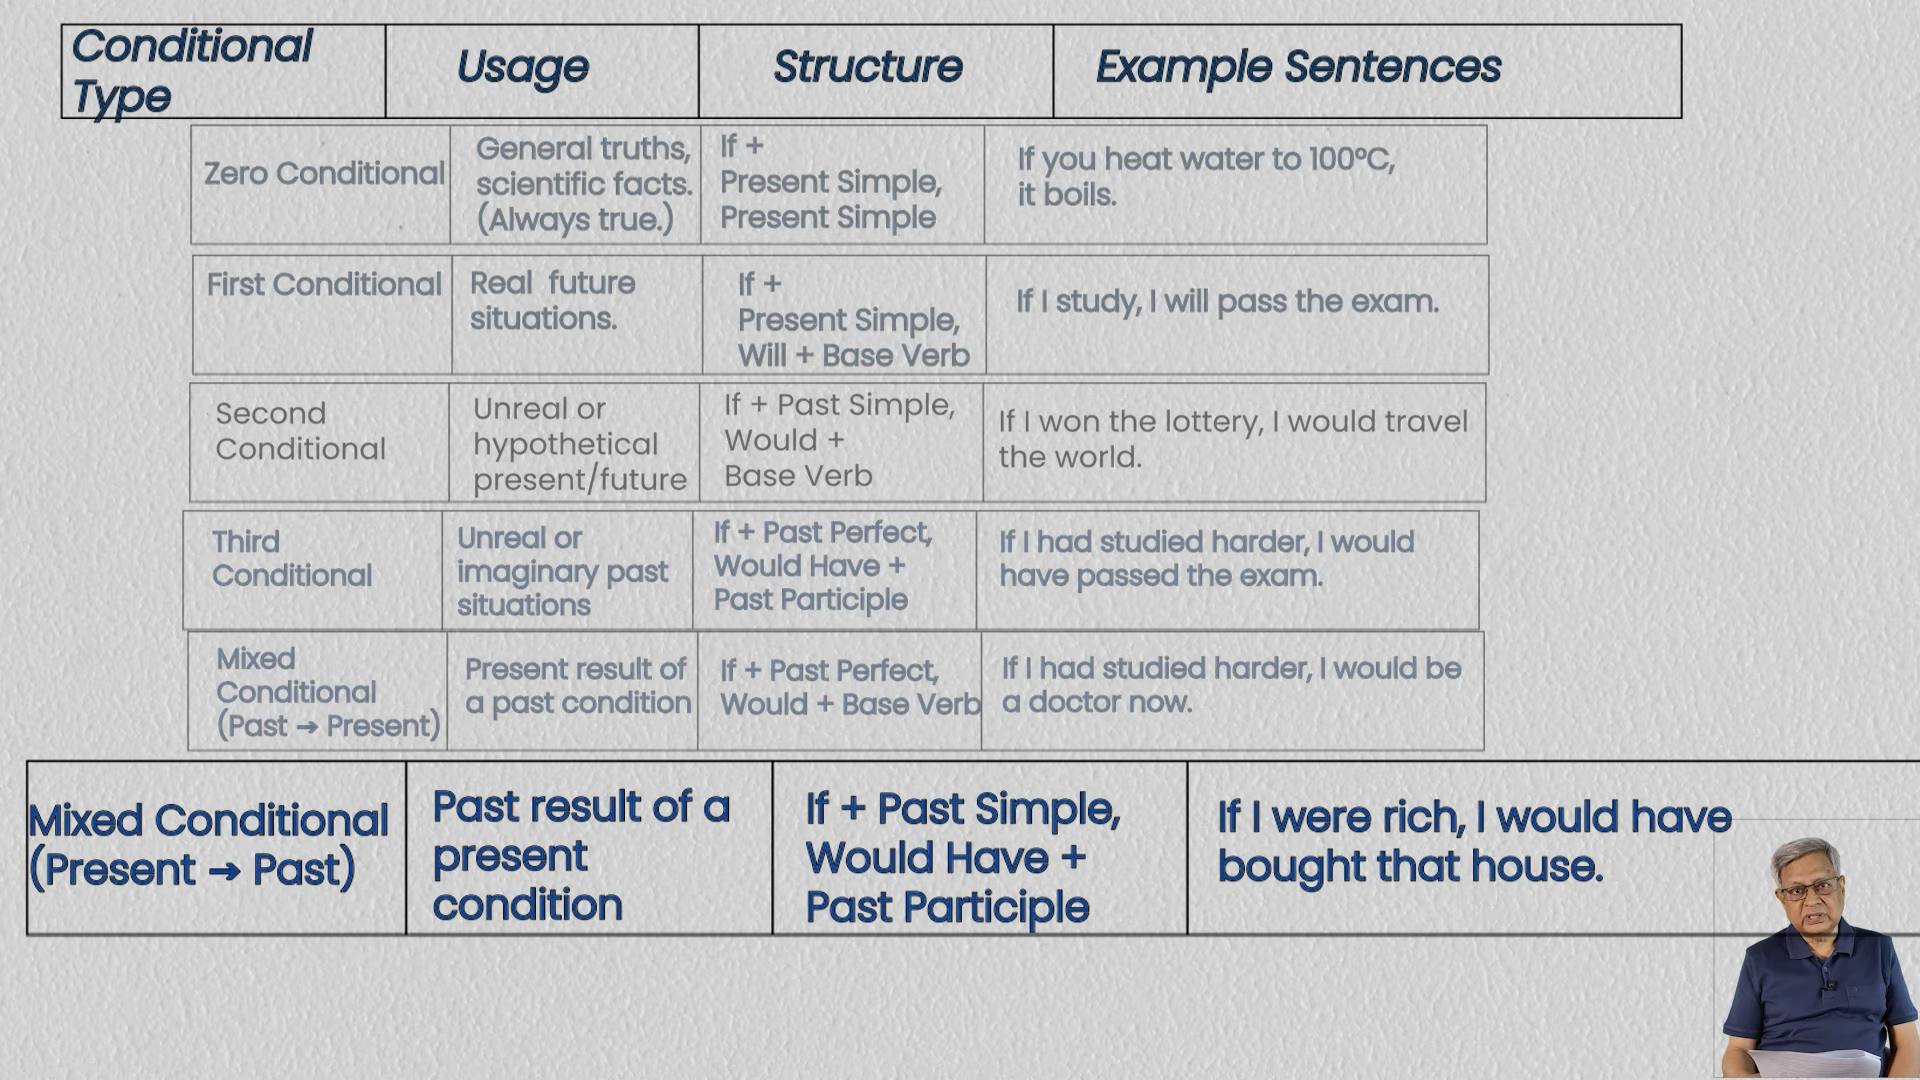 Conditional
Type
Usage
Structure
Example Sentences
Zero Conditional
General truths,
scientific facts.
(Always true.)
If +
Present Simple,
Present Simple
If you heat water to 100°C,
it boils.
First Conditional
Real future
situations.
If +
Present Simple,
Will + Base Verb
If I study, I will pass the exam.
Second
Conditional
Unreal or
hypothetical
present/future
If + Past Simple,
Would +
Base Verb
If I won the lottery, I would travel
the world.
Third
Conditional
Unreal or
imaginary past
situations
If + Past Perfect,
Would Have +
Past Participle
If I had studied harder, I would
have passed the exam.
Mixed
Conditional
(Past → Present)
Present result of
a past condition
If + Past Perfect,
Would + Base Verb
If I had studied harder, I would be
a doctor now.
Mixed Conditional
(Present → Past)
Past result of a
present
condition
If + Past Simple,
Would Have +
Past Participle
If I were rich, I would have
bought that house.